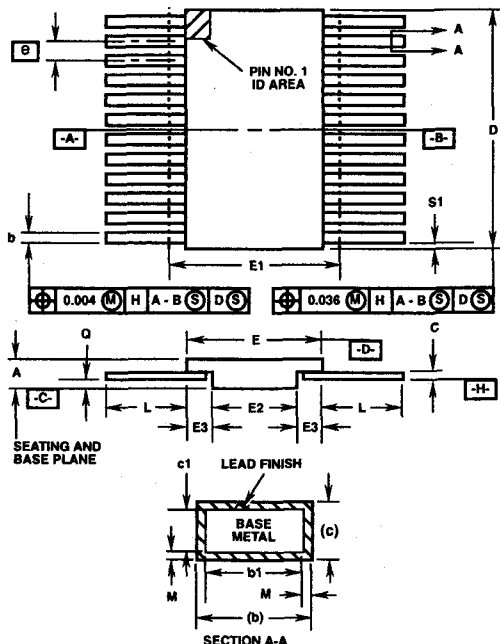 e
A
A
PIN NO. 1
ID AREA
D
-A-
-B-
S1
b
E1
⌖ 0.004 Ⓜ H A - B Ⓢ D Ⓢ
⌖ 0.036 Ⓜ H A - B Ⓢ D Ⓢ
Q
E
-D-
C
A
-C-
-H-
L
E3
E2
E3
L
SEATING AND
BASE PLANE
c1
LEAD FINISH
BASE
METAL
(c)
b1
M
M
(b)
SECTION A-A